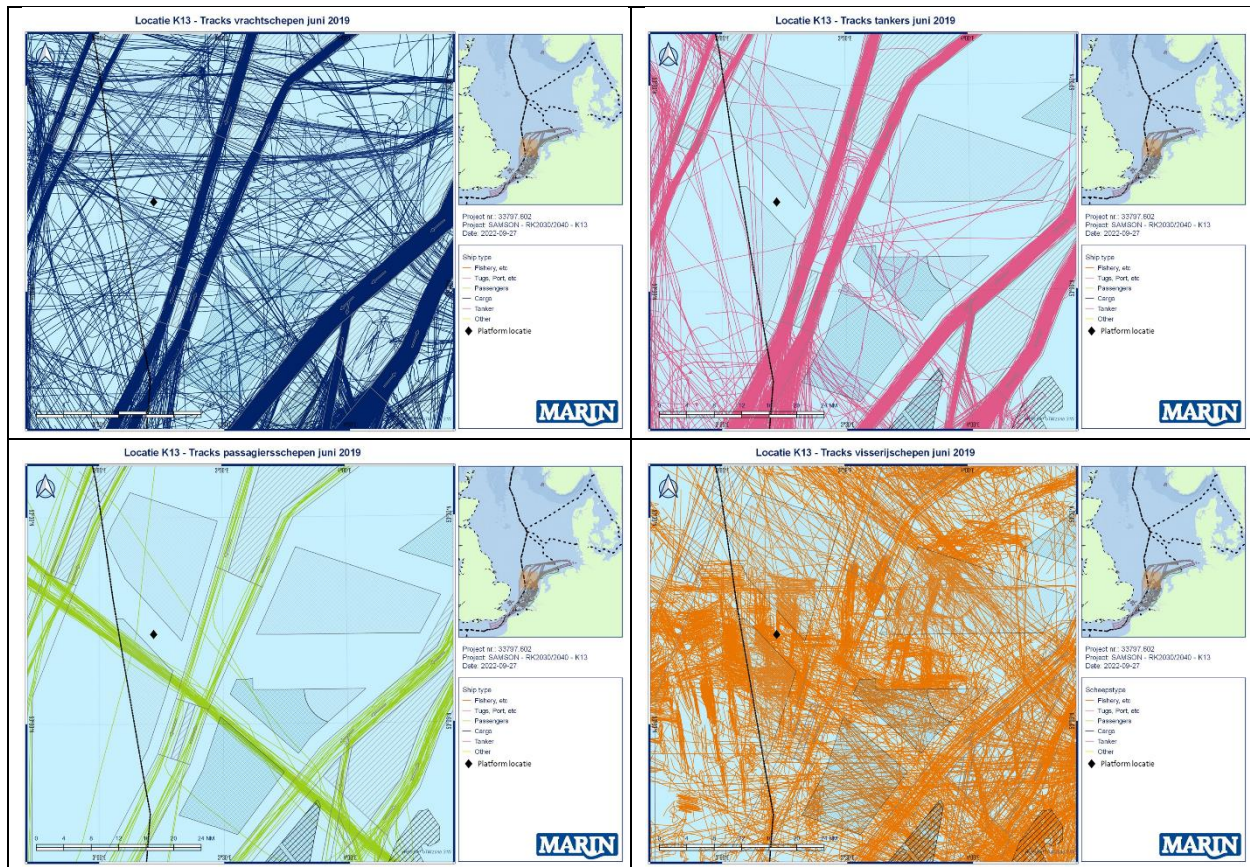 Locatie K13 - Tracks vrachtschepen juni 2019
Project nr.: 33797.602
Project: SAMSON - RK2030/2040 - K13
Date: 2022-09-27
Ship type
Fishery, etc
Tugs, Port, etc
Passengers
Cargo
Tanker
Other
Platform locatie
MARIN
Locatie K13 - Tracks tankers juni 2019
Project nr.: 33797.602
Project: SAMSON - RK2030/2040 - K13
Date: 2022-09-27
Ship type
Fishery, etc
Tugs, Port, etc
Passengers
Cargo
Tanker
Other
Platform locatie
MARIN
Locatie K13 - Tracks passagiersschepen juni 2019
Project nr.: 33797.602
Project: SAMSON - RK2030/2040 - K13
Date: 2022-09-27
Ship type
Fishery, etc
Tugs, Port, etc
Passengers
Cargo
Tanker
Other
Platform locatie
0 4 8 12 16 20 24 NM
MARIN
Locatie K13 - Tracks visserijschepen juni 2019
Project nr.: 33797.602
Project: SAMSON - RK2030/2040 - K13
Date: 2022-09-27
Scheepstype
Fishery, etc
Tugs, Port, etc
Passengers
Cargo
Tanker
Other
Platform locatie
MARIN